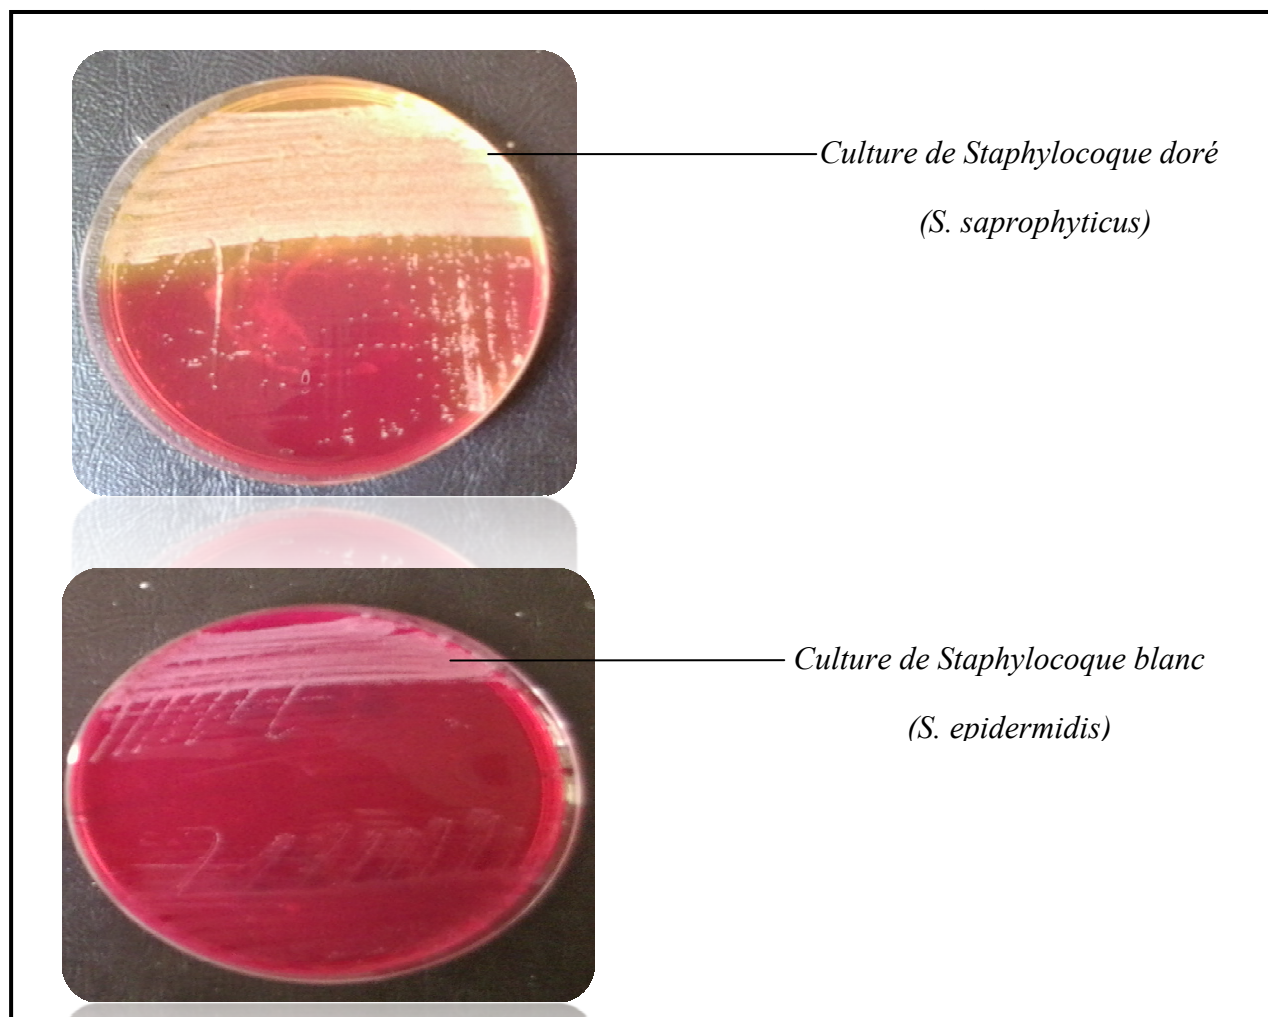 Culture de Staphylocoque doré
(S. saprophyticus)
Culture de Staphylocoque blanc
(S. epidermidis)